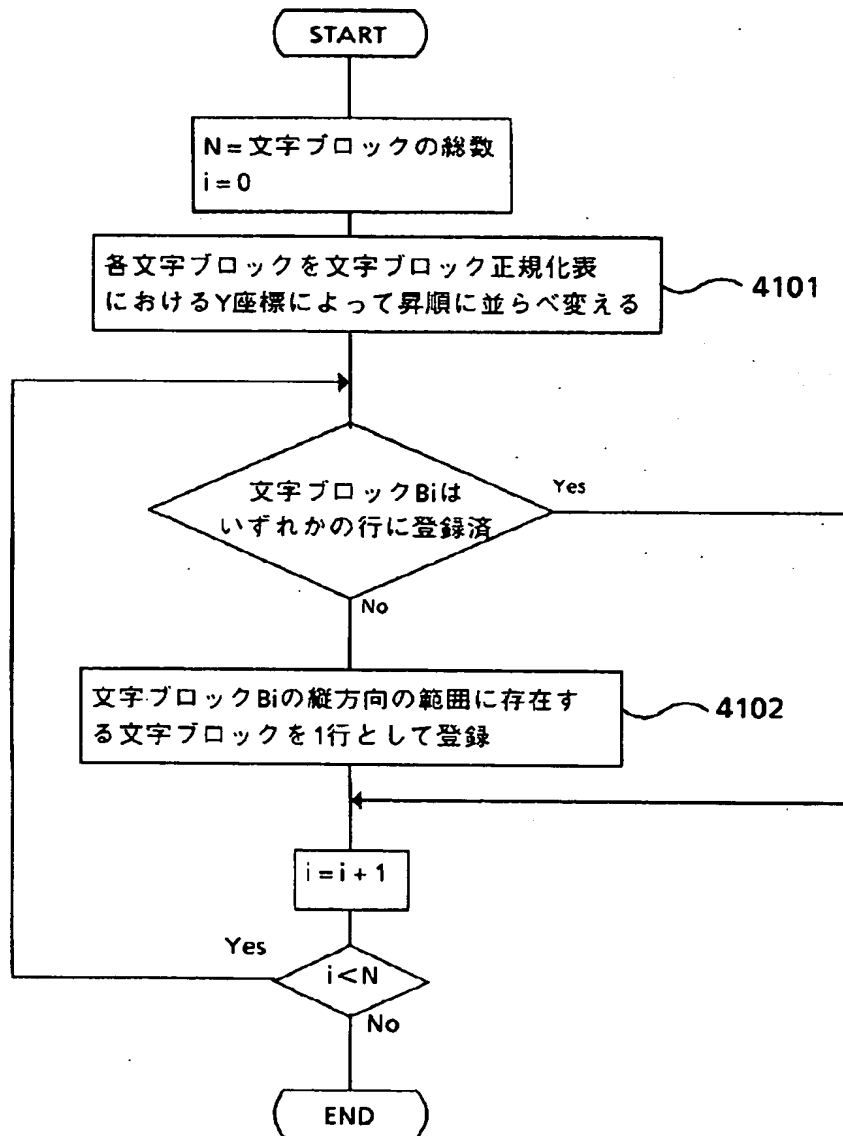 START
N=文字ブロックの総数
i=0
各文字ブロックを文字ブロック正規化表
におけるY座標によって昇順に並らべ変える
4101
文字ブロックBiは
いずれかの行に登録済
Yes
No
文字ブロックBiの縦方向の範囲に存在す
る文字ブロックを1行として登録
4102
i=i+1
Yes
i<N
No
END